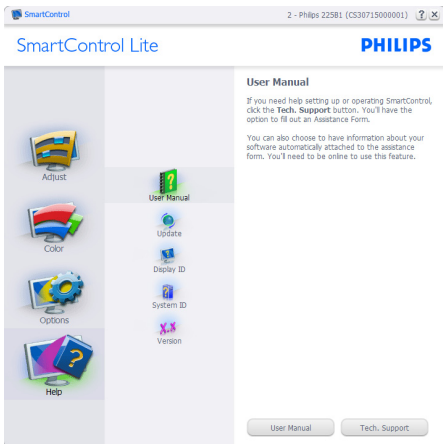 SmartControl
2 - Philips 225B1 (CS30715000001) ? X
SmartControl Lite
PHILIPS
Adjust
Color
Options
Help
User Manual
Update
Display ID
System ID
Version
User Manual
If you need help setting up or operating SmartControl,
click the Tech. Support button. You'll have the
option to fill out an Assistance Form.
You can also choose to have information about your
software automatically attached to the assistance
form. You'll need to be online to use this feature.
User Manual
Tech. Support